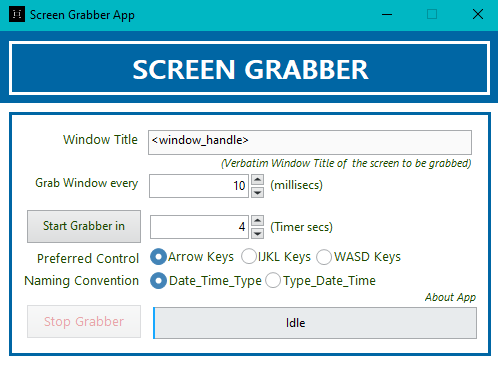 Screen Grabber App
SCREEN GRABBER
Window Title <window_handle>
(Verbatim Window Title of the screen to be grabbed)
Grab Window every 10 (millisecs)
Start Grabber in 4 (Timer secs)
Preferred Control Arrow Keys IJKL Keys WASD Keys
Naming Convention Date_Time_Type Type_Date_Time
About App
Stop Grabber Idle